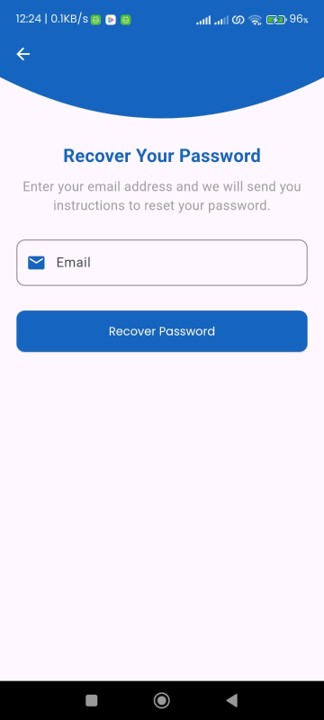 12:24 | 0.1KB/s 96%
Recover Your Password
Enter your email address and we will send you
instructions to reset your password.
Email
Recover Password